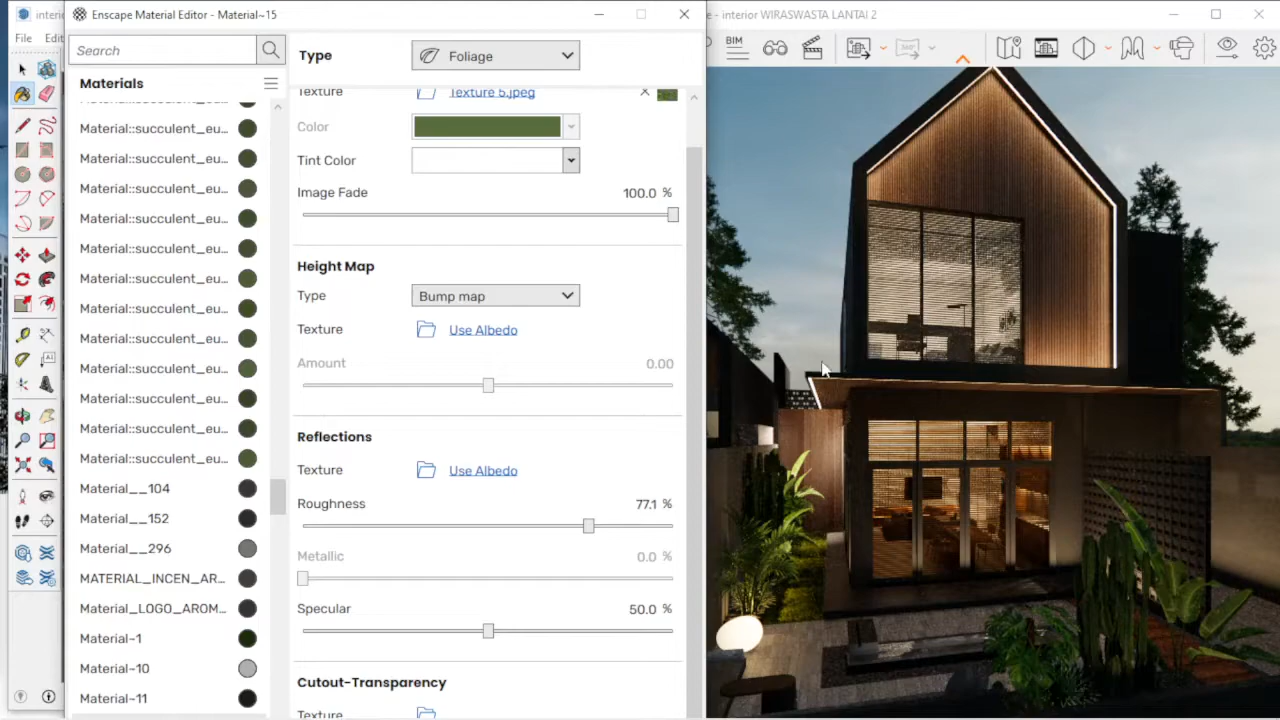 interio
Enscape Material Editor - Material~15
- interior WIRASWASTA LANTAI 2
File
Edit
Search
Type
Foliage
BIM
360°
Materials
Texture
Texture 5.jpeg
Material::succulent_eu...
Material::succulent_eu...
Material::succulent_eu...
Material::succulent_eu...
Material::succulent_eu...
Material::succulent_eu...
Material::succulent_eu...
Material::succulent_eu...
Material::succulent_eu...
Material::succulent_eu...
Material::succulent_eu...
Material::succulent_eu...
Material__104
Material__152
Material__296
MATERIAL_INCEN_AR...
Material_LOGO_AROM...
Material~1
Material~10
Material~11
Color
Tint Color
Image Fade
100.0 %
Height Map
Type
Bump map
Texture
Use Albedo
Amount
0.00
Reflections
Texture
Use Albedo
Roughness
77.1 %
Metallic
0.0 %
Specular
50.0 %
Cutout-Transparency
Texture